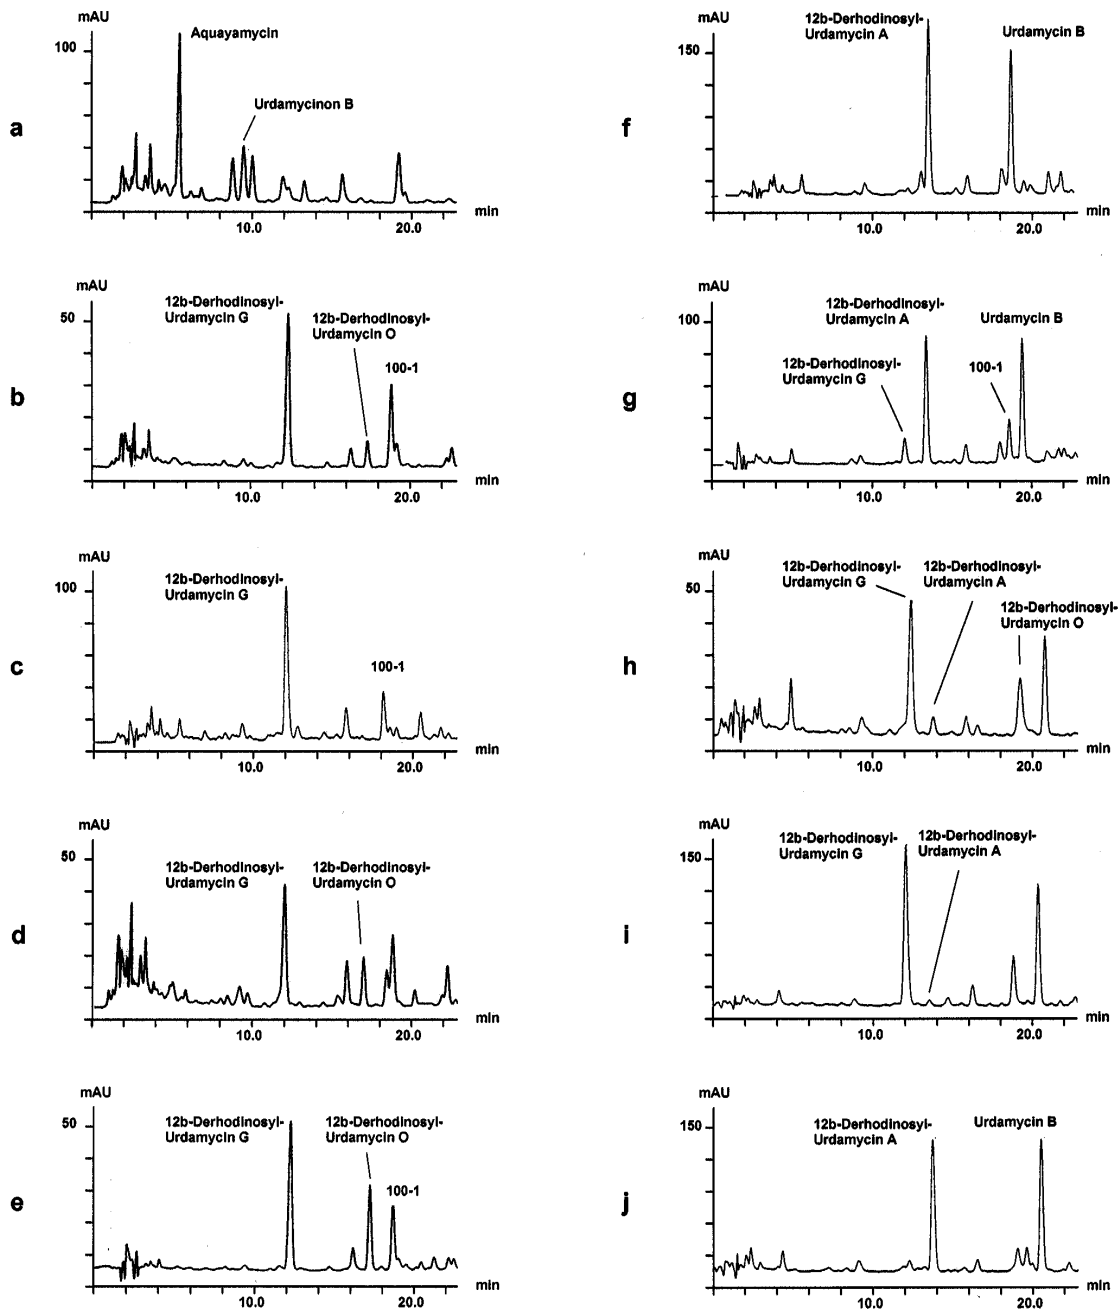 mAU
100
Aquayamycin
Urdamycinon B
a
min
10.0
20.0
mAU
50
12b-Derhodinosyl-
Urdamycin G
12b-Derhodinosyl-
Urdamycin O
100-1
b
min
10.0
20.0
mAU
100
12b-Derhodinosyl-
Urdamycin G
100-1
c
min
10.0
20.0
mAU
50
12b-Derhodinosyl-
Urdamycin G
12b-Derhodinosyl-
Urdamycin O
d
min
10.0
20.0
mAU
50
12b-Derhodinosyl-
Urdamycin G
12b-Derhodinosyl-
Urdamycin O
100-1
e
min
10.0
20.0
mAU
150
12b-Derhodinosyl-
Urdamycin A
Urdamycin B
f
min
10.0
20.0
mAU
100
12b-Derhodinosyl-
Urdamycin A
Urdamycin B
12b-Derhodinosyl-
Urdamycin G
100-1
g
min
10.0
20.0
mAU
50
12b-Derhodinosyl-
Urdamycin G
12b-Derhodinosyl-
Urdamycin A
12b-Derhodinosyl-
Urdamycin O
h
min
10.0
20.0
mAU
150
12b-Derhodinosyl-
Urdamycin G
12b-Derhodinosyl-
Urdamycin A
i
min
10.0
20.0
mAU
150
12b-Derhodinosyl-
Urdamycin A
Urdamycin B
j
min
10.0
20.0